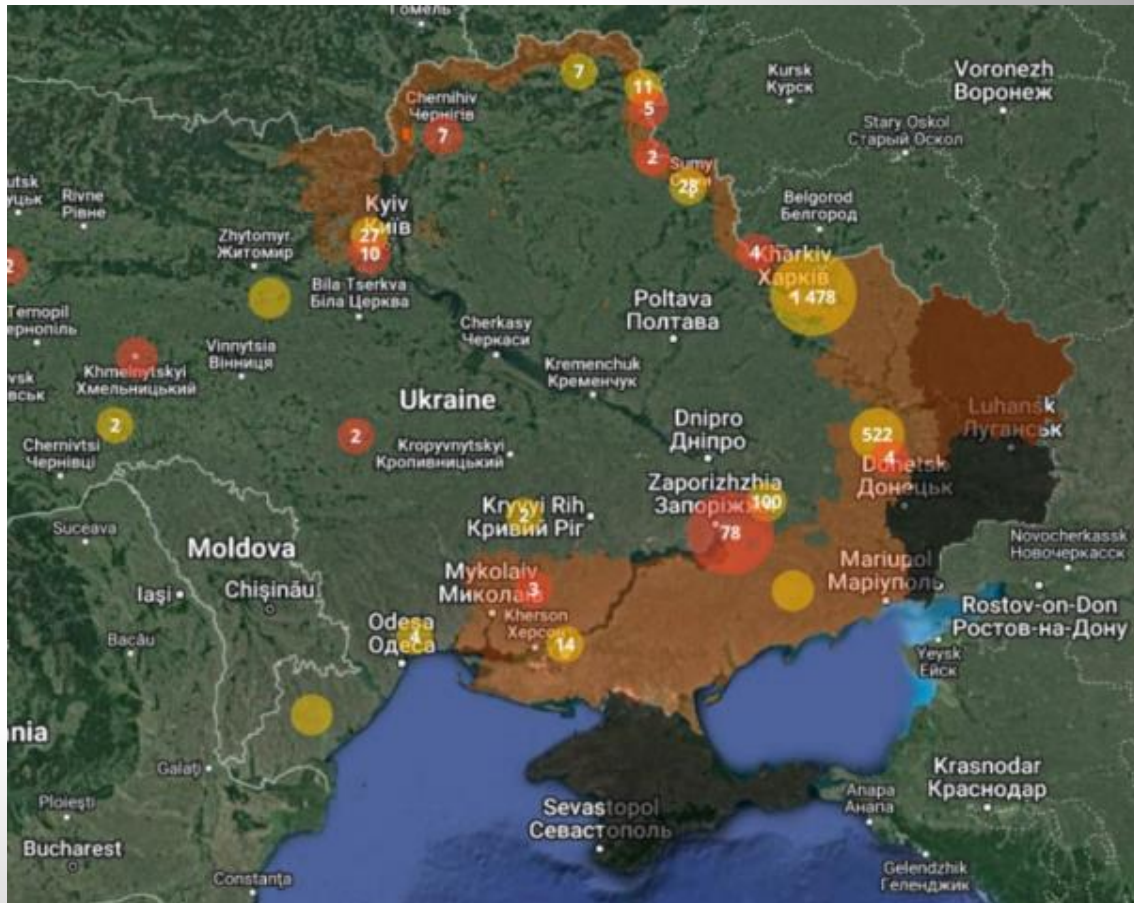 Гомель
Kursk
Курск
Voronezh
Воронеж
7
11
5
Chernihiv
Чернігів
7
Stary Oskol
Старый Оскол
2
Sumy
28
utsk
уцьк
Rivne
Рівне
Kyiv
Київ
27
10
Belgorod
Белгород
Zhytomyr
Житомир
4
Kharkiv
Харків
1 478
2
Bila Tserkva
Біла Церква
Poltava
Полтава
Ternopil
ернопіль
Cherkasy
Черкаси
Vinnytsia
Вінниця
Khmelnytskyi
Хмельницький
Kremenchuk
Кременчук
vsk
івськ
Ukraine
Luhansk
Луганськ
2
2
Dnipro
Дніпро
522
4
Chernivtsi
Чернівці
Kropyvnytskyi
Кропивницький
Donetsk
Донецьк
Zaporizhzhia
Запоріжжя
100
78
Kryvyi Rih
Кривий Ріг
2
Suceava
Novocherkassk
Новочеркасск
Moldova
Mariupol
Маріуполь
Mykolaiv
Миколаїв
3
Iași
Chișinău
Rostov-on-Don
Ростов-на-Дону
Kherson
Херсон
Odesa
Одеса
4
14
Bacău
Yeysk
Ейск
nia
Galați
Krasnodar
Краснодар
Ploiești
Sevastopol
Севастополь
Anapa
Анапа
Bucharest
Constanța
Gelendzhik
Геленджик